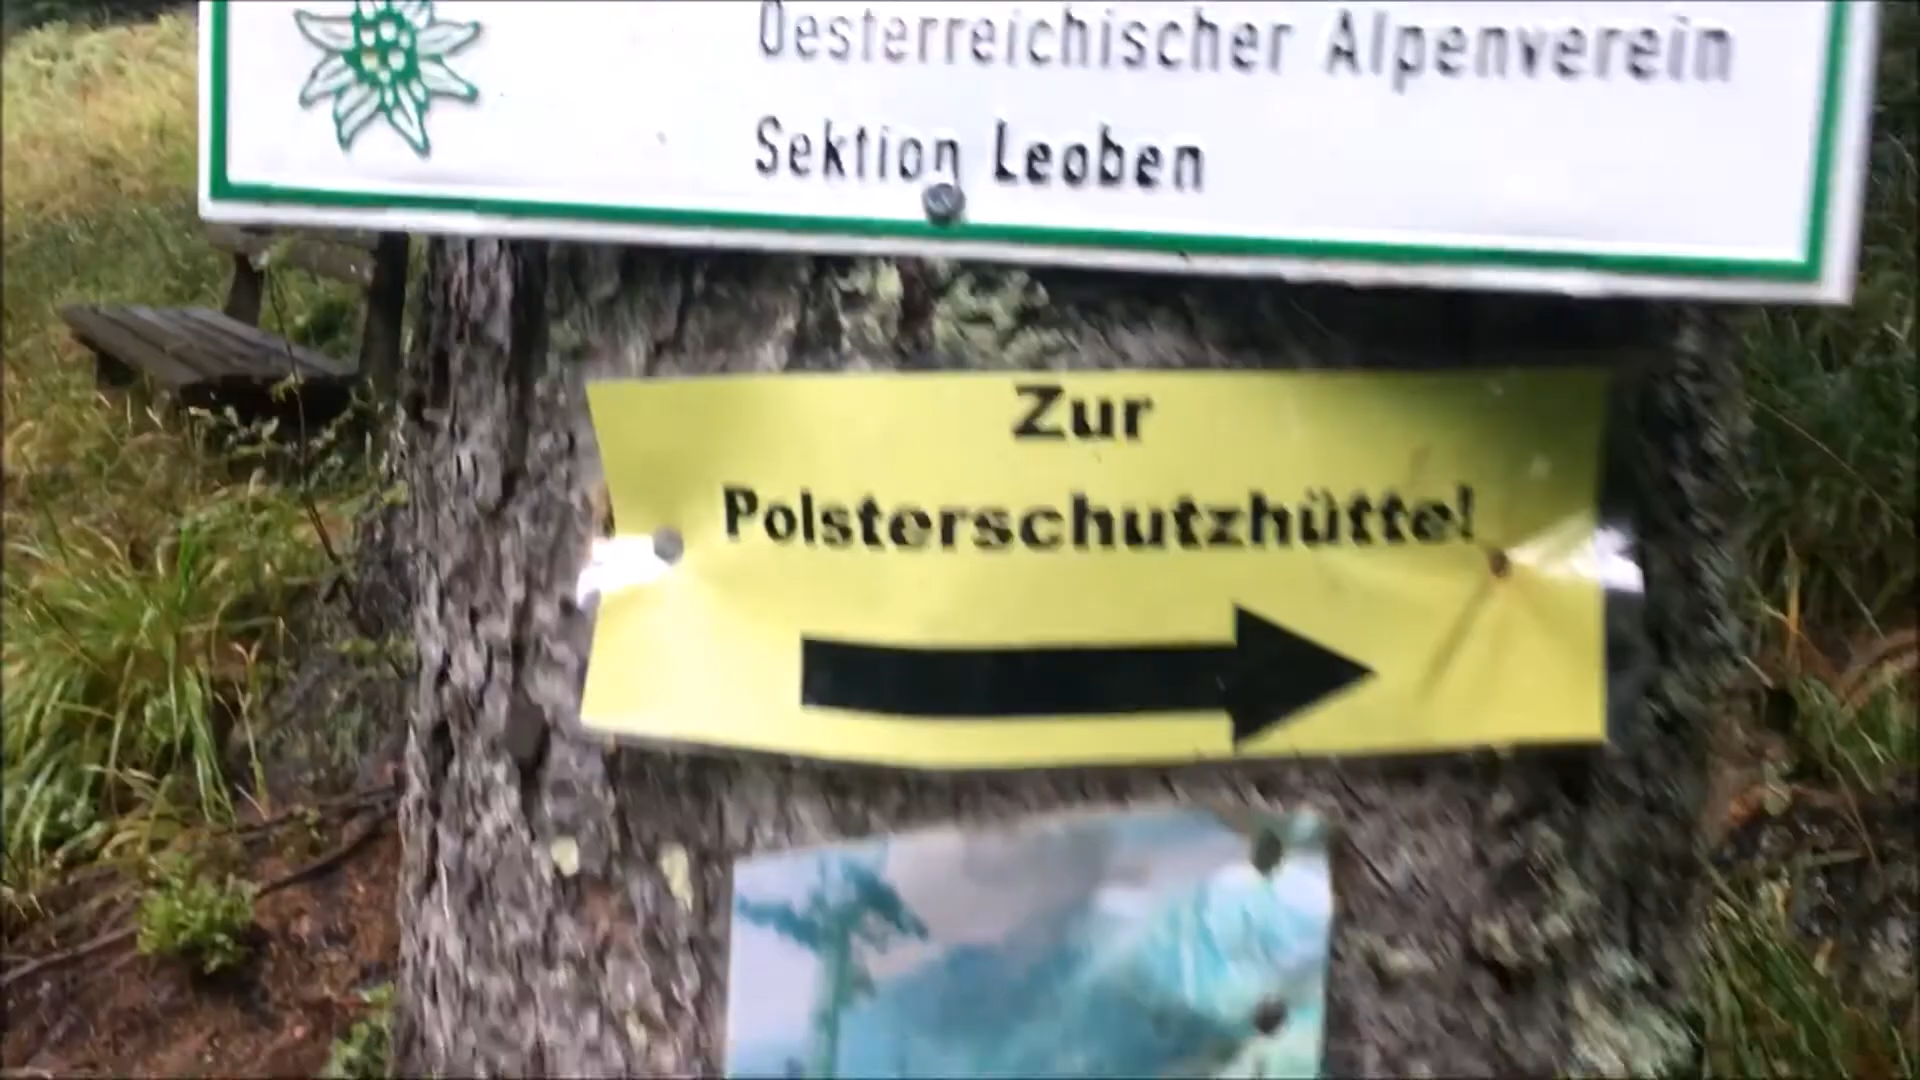 Oesterreichischer Alpenverein
Sektion Leoben
Zur
Polsterschutzhütte!